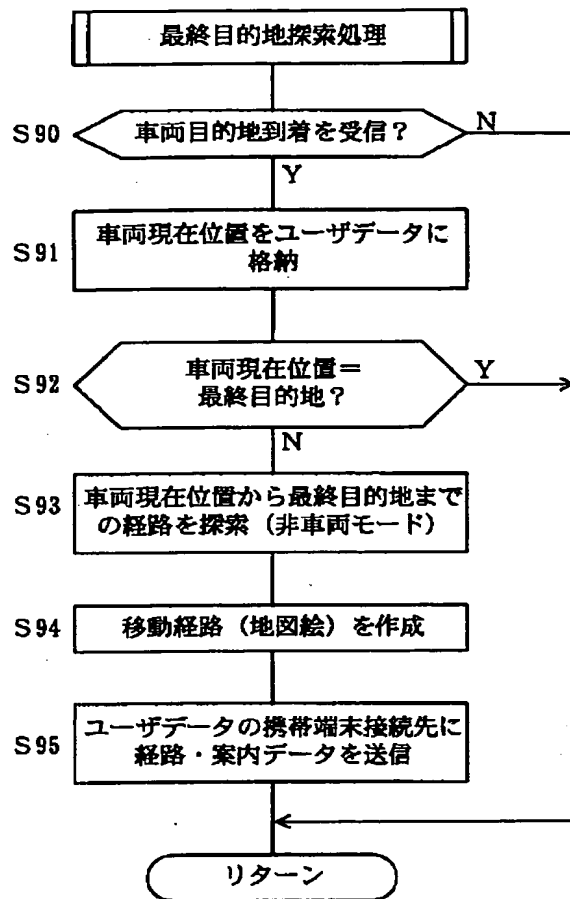 最終目的地探索処理
S90
車両目的地到着を受信?
N
Y
S91
車両現在位置をユーザデータに
格納
S92
車両現在位置=
最終目的地?
Y
N
S93
車両現在位置から最終目的地まで
の経路を探索(非車両モード)
S94
移動経路(地図絵)を作成
S95
ユーザデータの携帯端末接続先に
経路・案内データを送信
リターン